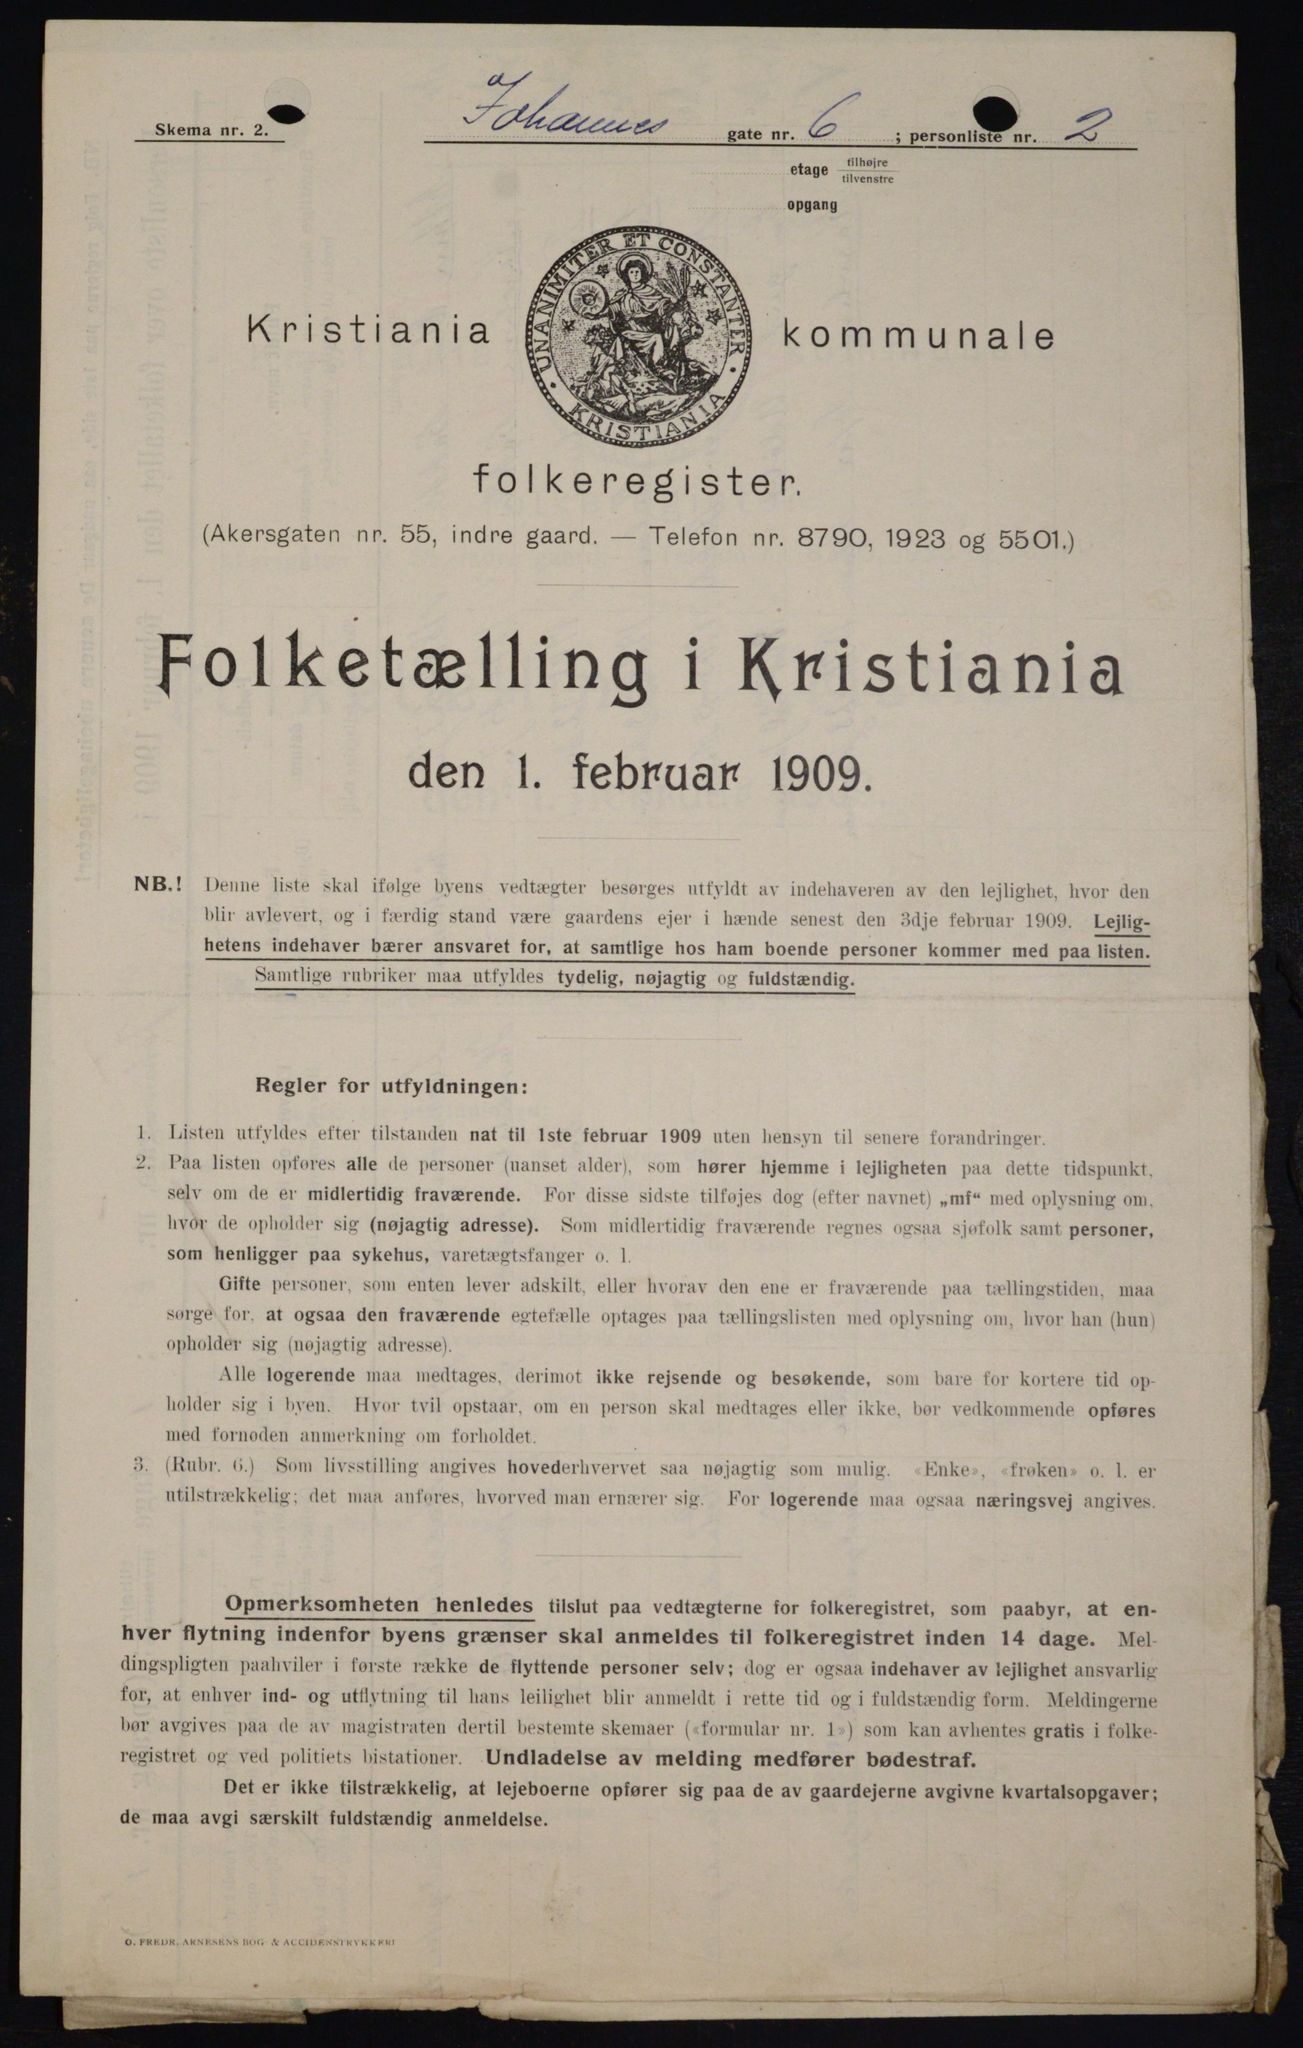 Skema nr. 2.
Johannes gate nr. 6 ; personliste nr. 2
etage tilhøjre
tilvenstre
opgang
Kristiania kommunale
UNANIMITER ET CONSTANTER
KRISTIANIA
folkeregister.
(Akersgaten nr. 55, indre gaard. — Telefon nr. 8790, 1923 og 5501.)
Folketælling i Kristiania
den 1. februar 1909.
NB.! Denne liste skal ifølge byens vedtægter besørges utfyldt av indehaveren av den lejlighet, hvor den
blir avlevert, og i færdig stand være gaardens ejer i hænde senest den 3dje februar 1909. Lejlig-
hetens indehaver bærer ansvaret for, at samtlige hos ham boende personer kommer med paa listen.
Samtlige rubriker maa utfyldes tydelig, nøjagtig og fuldstændig.
Regler for utfyldningen:
1. Listen utfyldes efter tilstanden nat til 1ste februar 1909 uten hensyn til senere forandringer.
2. Paa listen opføres alle de personer (uanset alder), som hører hjemme i lejligheten paa dette tidspunkt,
selv om de er midlertidig fraværende. For disse sidste tilføjes dog (efter navnet) „mf“ med oplysning om,
hvor de opholder sig (nøjagtig adresse). Som midlertidig fraværende regnes ogsaa sjøfolk samt personer,
som henligger paa sykehus, varetægtsfanger o. l.
Gifte personer, som enten lever adskilt, eller hvorav den ene er fraværende paa tællingstiden, maa
sørge for, at ogsaa den fraværende egtefælle optages paa tællingslisten med oplysning om, hvor han (hun)
opholder sig (nøjagtig adresse).
Alle logerende maa medtages, derimot ikke rejsende og besøkende, som bare for kortere tid op-
holder sig i byen. Hvor tvil opstaar, om en person skal medtages eller ikke, bør vedkommende opføres
med fornøden anmerkning om forholdet.
3. (Rubr. 6.) Som livsstilling angives hovederhvervet saa nøjagtig som mulig. «Enke», «frøken» o. l. er
utilstrækkelig; det maa anføres, hvorved man ernærer sig. For logerende maa ogsaa næringsvej angives.
Opmerksomheten henledes tilslut paa vedtægterne for folkeregistret, som paabyr, at en-
hver flytning indenfor byens grænser skal anmeldes til folkeregistret inden 14 dage. Mel-
dingspligten paahviler i første række de flyttende personer selv; dog er ogsaa indehaver av lejlighet ansvarlig
for, at enhver ind- og utflytning til hans leilighet blir anmeldt i rette tid og i fuldstændig form. Meldingerne
bør avgives paa de av magistraten dertil bestemte skemaer («formular nr. 1») som kan avhentes gratis i folke-
registret og ved politiets bistationer. Undladelse av melding medfører bødestraf.
Det er ikke tilstrækkelig, at lejeboerne opfører sig paa de av gaardejerne avgivne kvartalsopgaver;
de maa avgi særskilt fuldstændig anmeldelse.
O. FREDR. ARNESENS BOG- & ACCIDENSTRYKKERI